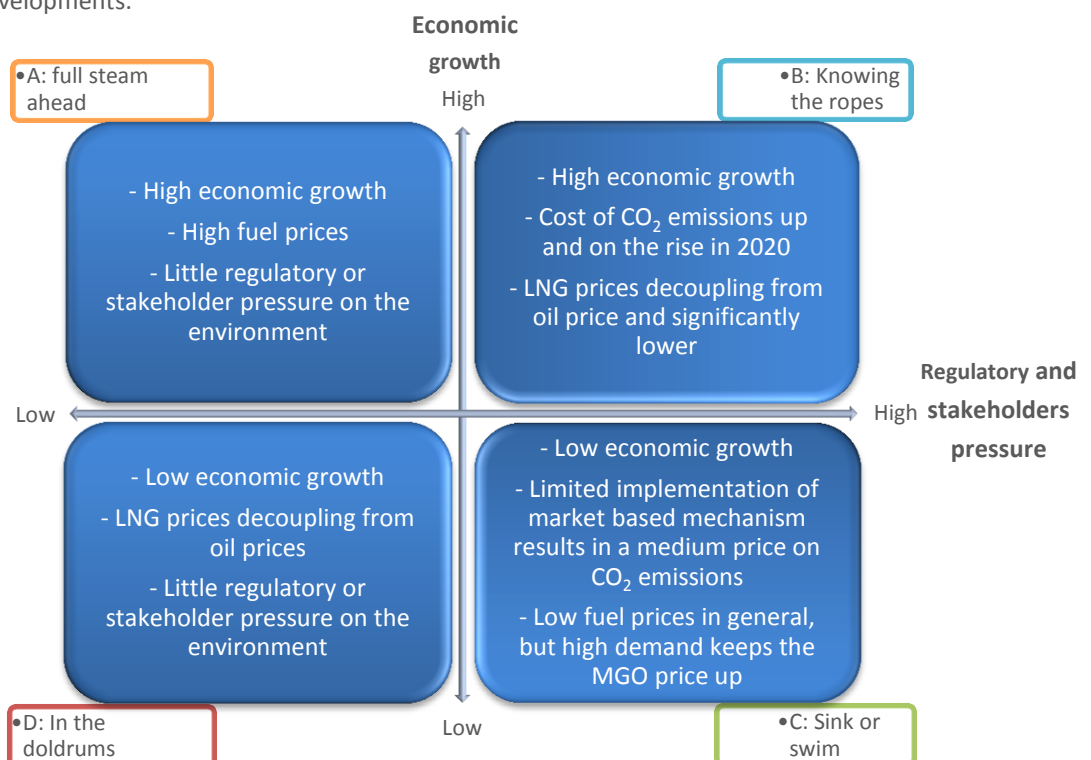 velopments.
Economic
growth
High
•A: full steam
ahead
•B: Knowing
the ropes
- High economic growth
- High fuel prices
- Little regulatory or
stakeholder pressure on the
environment
- High economic growth
- Cost of CO₂ emissions up
and on the rise in 2020
- LNG prices decoupling from
oil price and significantly
lower
Low
High
Regulatory and
stakeholders
pressure
- Low economic growth
- LNG prices decoupling from
oil prices
- Little regulatory or
stakeholder pressure on the
environment
- Low economic growth
- Limited implementation of
market based mechanism
results in a medium price on
CO₂ emissions
- Low fuel prices in general,
but high demand keeps the
MGO price up
•D: In the
doldrums
Low
•C: Sink or
swim